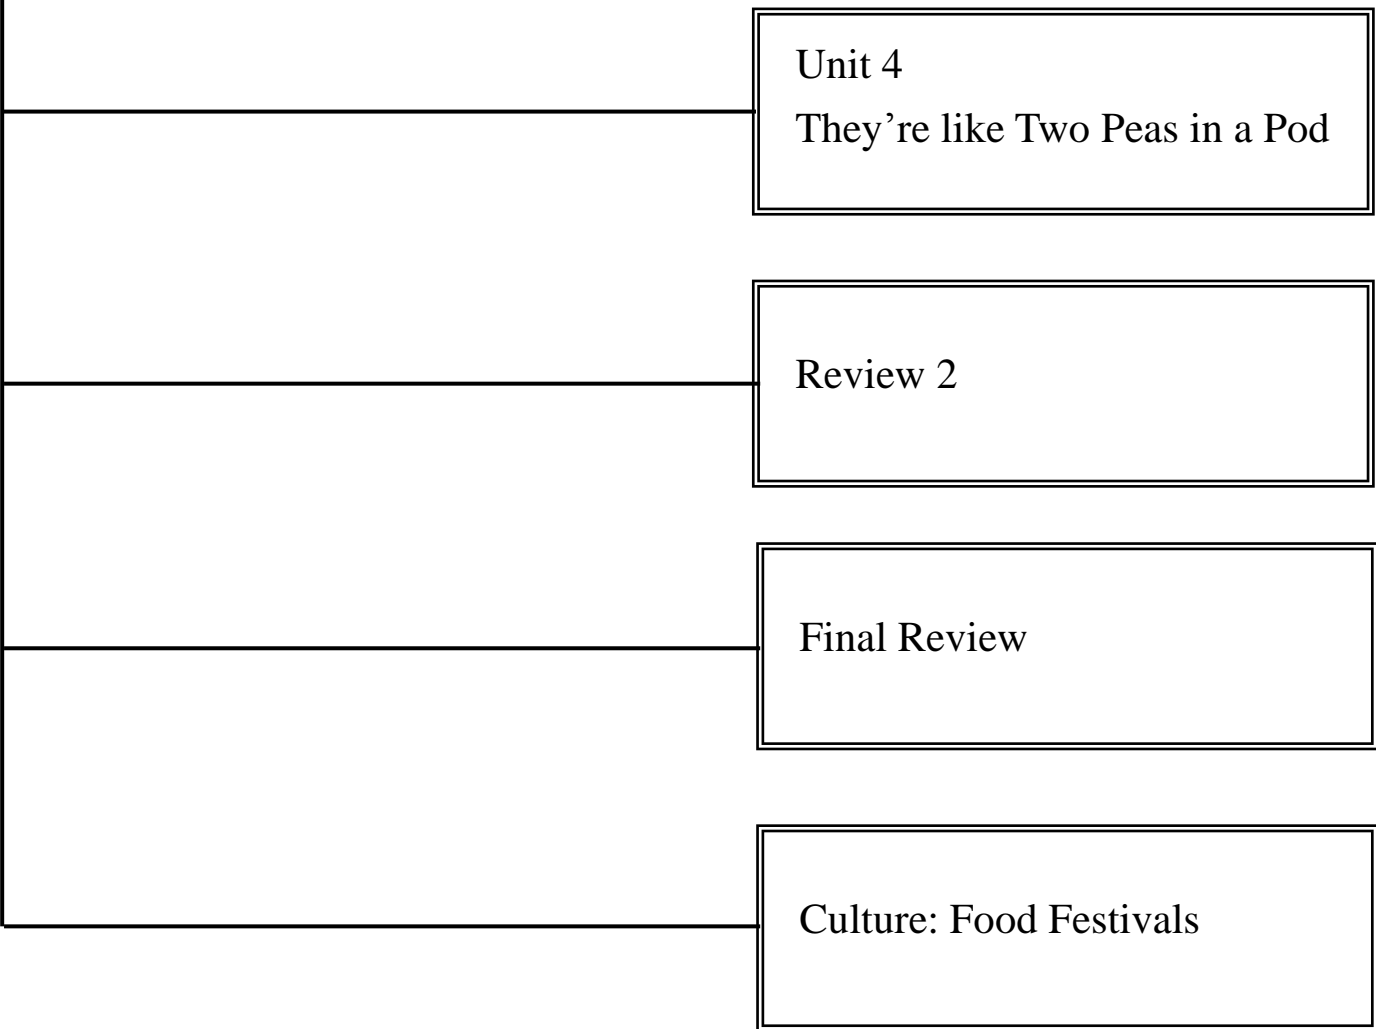 Unit 4
They’re like Two Peas in a Pod
Review 2
Final Review
Culture: Food Festivals